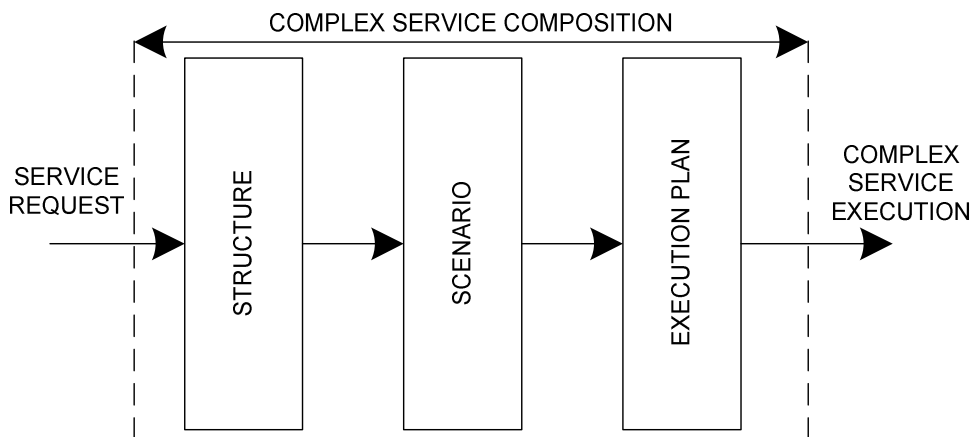 COMPLEX SERVICE COMPOSITION
SERVICE
REQUEST
STRUCTURE
SCENARIO
EXECUTION PLAN
COMPLEX
SERVICE
EXECUTION